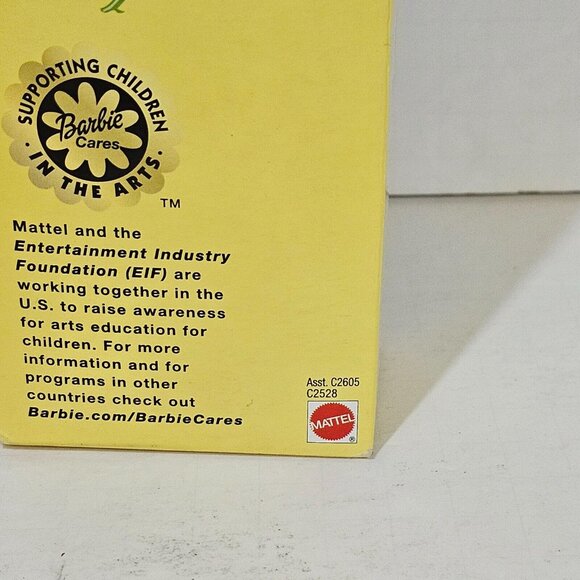 SUPPORTING CHILDREN
Barbie
Cares
• IN THE ARTS •
TM
Mattel and the
Entertainment Industry
Foundation (EIF) are
working together in the
U.S. to raise awareness
for arts education for
children. For more
information and for
programs in other
countries check out
Barbie.com/BarbieCares
Asst. C2605
C2528
MATTEL
®